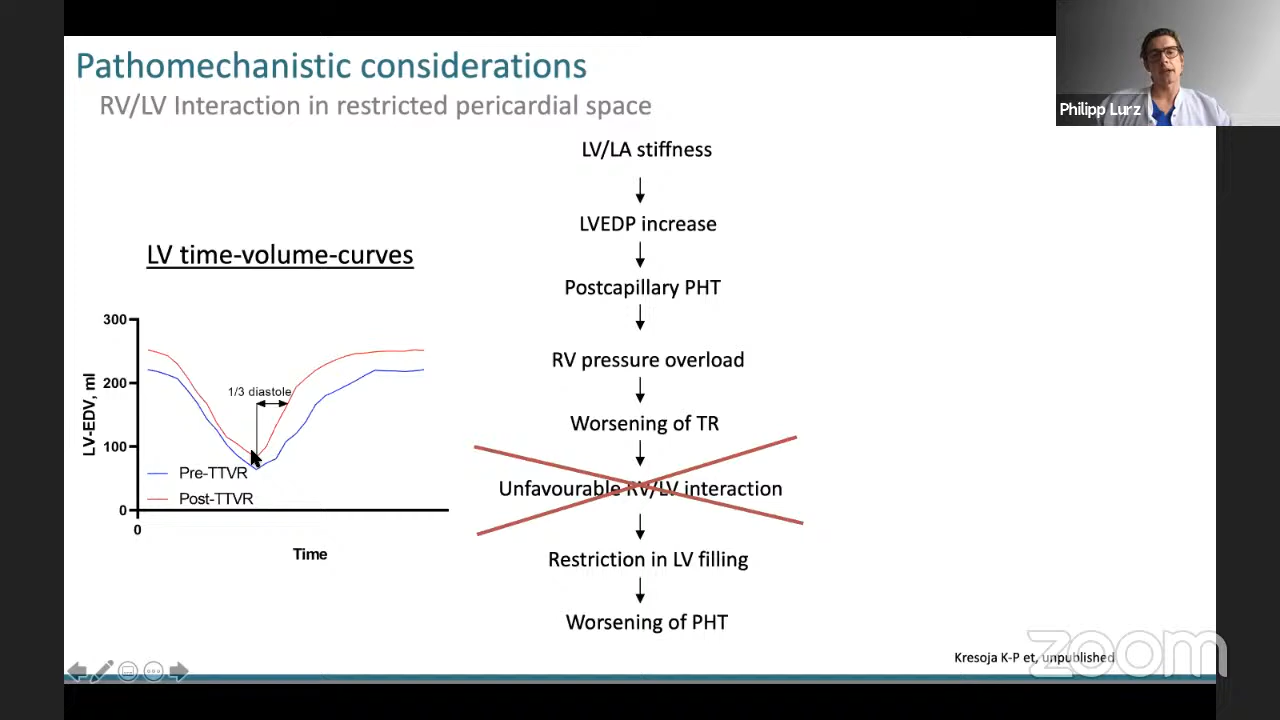 Pathomechanistic considerations
RV/LV Interaction in restricted pericardial space
Philipp Lurz
LV/LA stiffness
LVEDP increase
Postcapillary PHT
RV pressure overload
Worsening of TR
Unfavourable RV/LV interaction
Restriction in LV filling
Worsening of PHT
LV time-volume-curves
300
200
100
0
0
LV-EDV, ml
1/3 diastole
Pre-TTVR
Post-TTVR
Time
Kresoja K-P et, unpublished
zoom